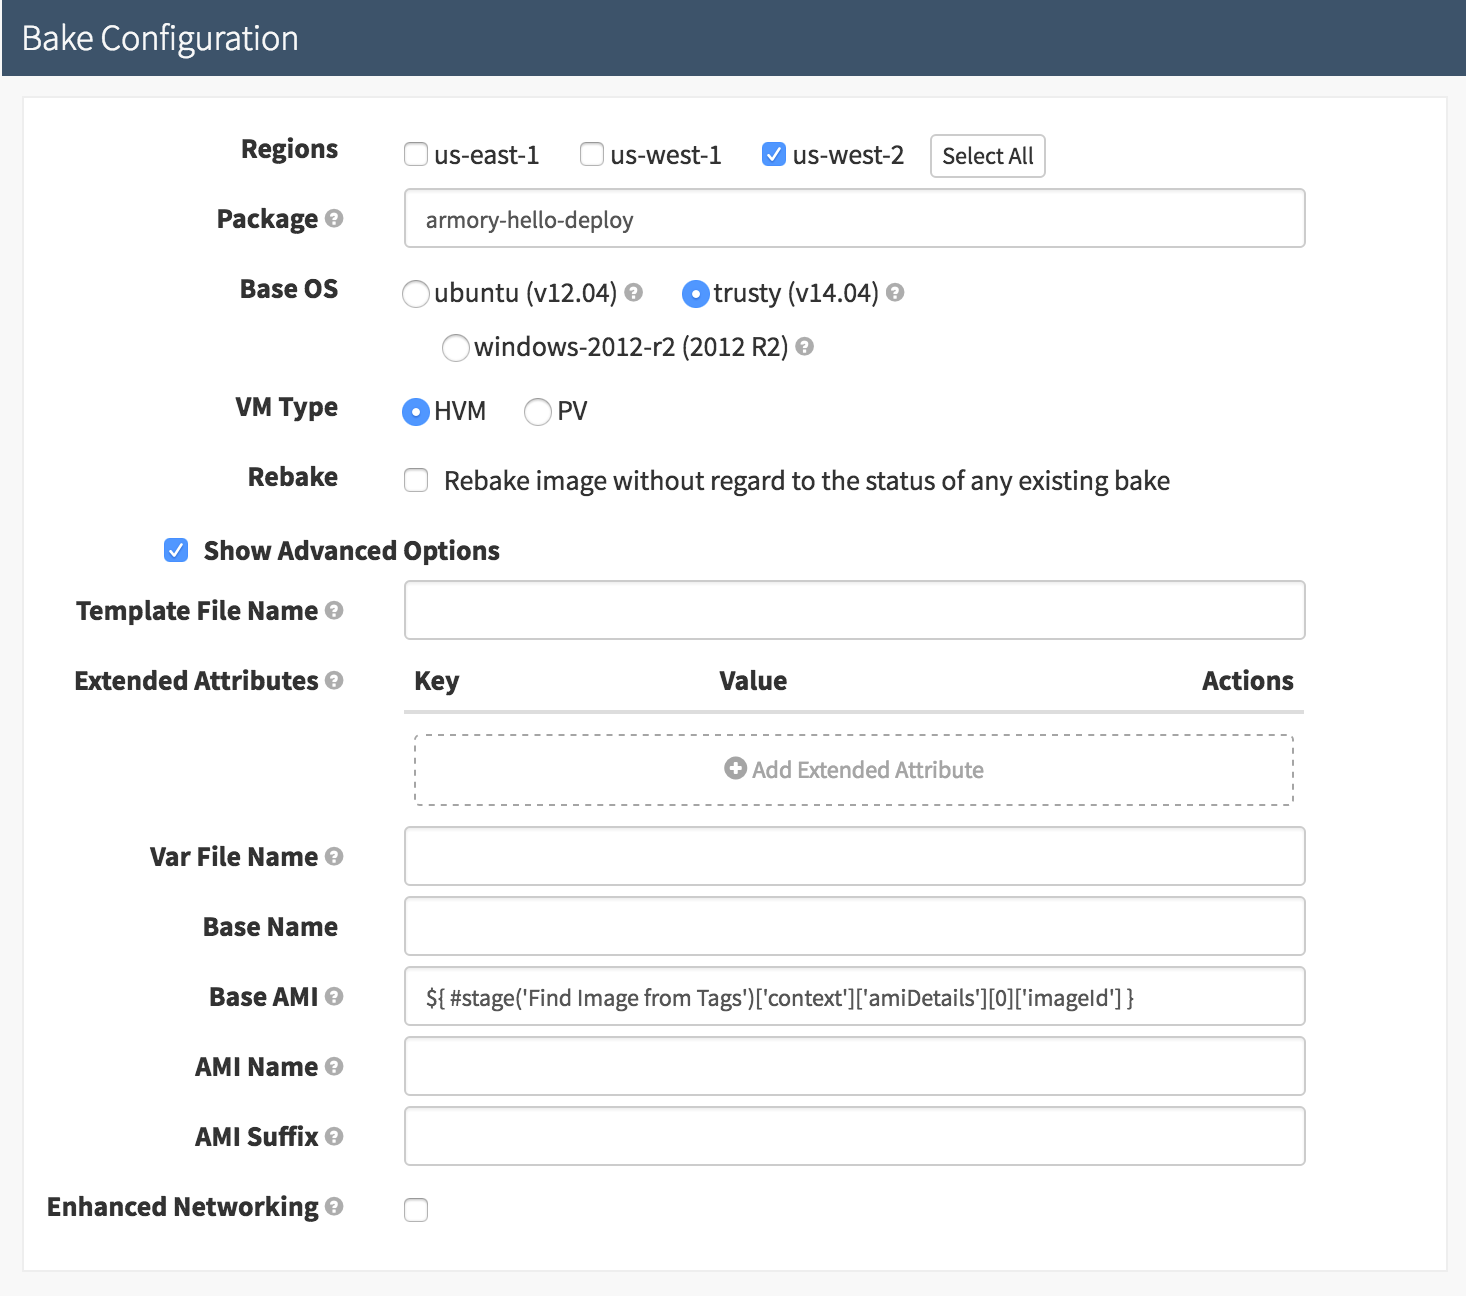 Bake Configuration
Regions us-east-1 us-west-1 us-west-2 Select All
Package armory-hello-deploy
Base OS ubuntu (v12.04) trusty (v14.04)
windows-2012-r2 (2012 R2)
VM Type HVM PV
Rebake Rebake image without regard to the status of any existing bake
Show Advanced Options
Template File Name
Extended Attributes Key Value Actions
Add Extended Attribute
Var File Name
Base Name
Base AMI ${ #stage('Find Image from Tags')['context']['amiDetails'][0]['imageId'] }
AMI Name
AMI Suffix
Enhanced Networking